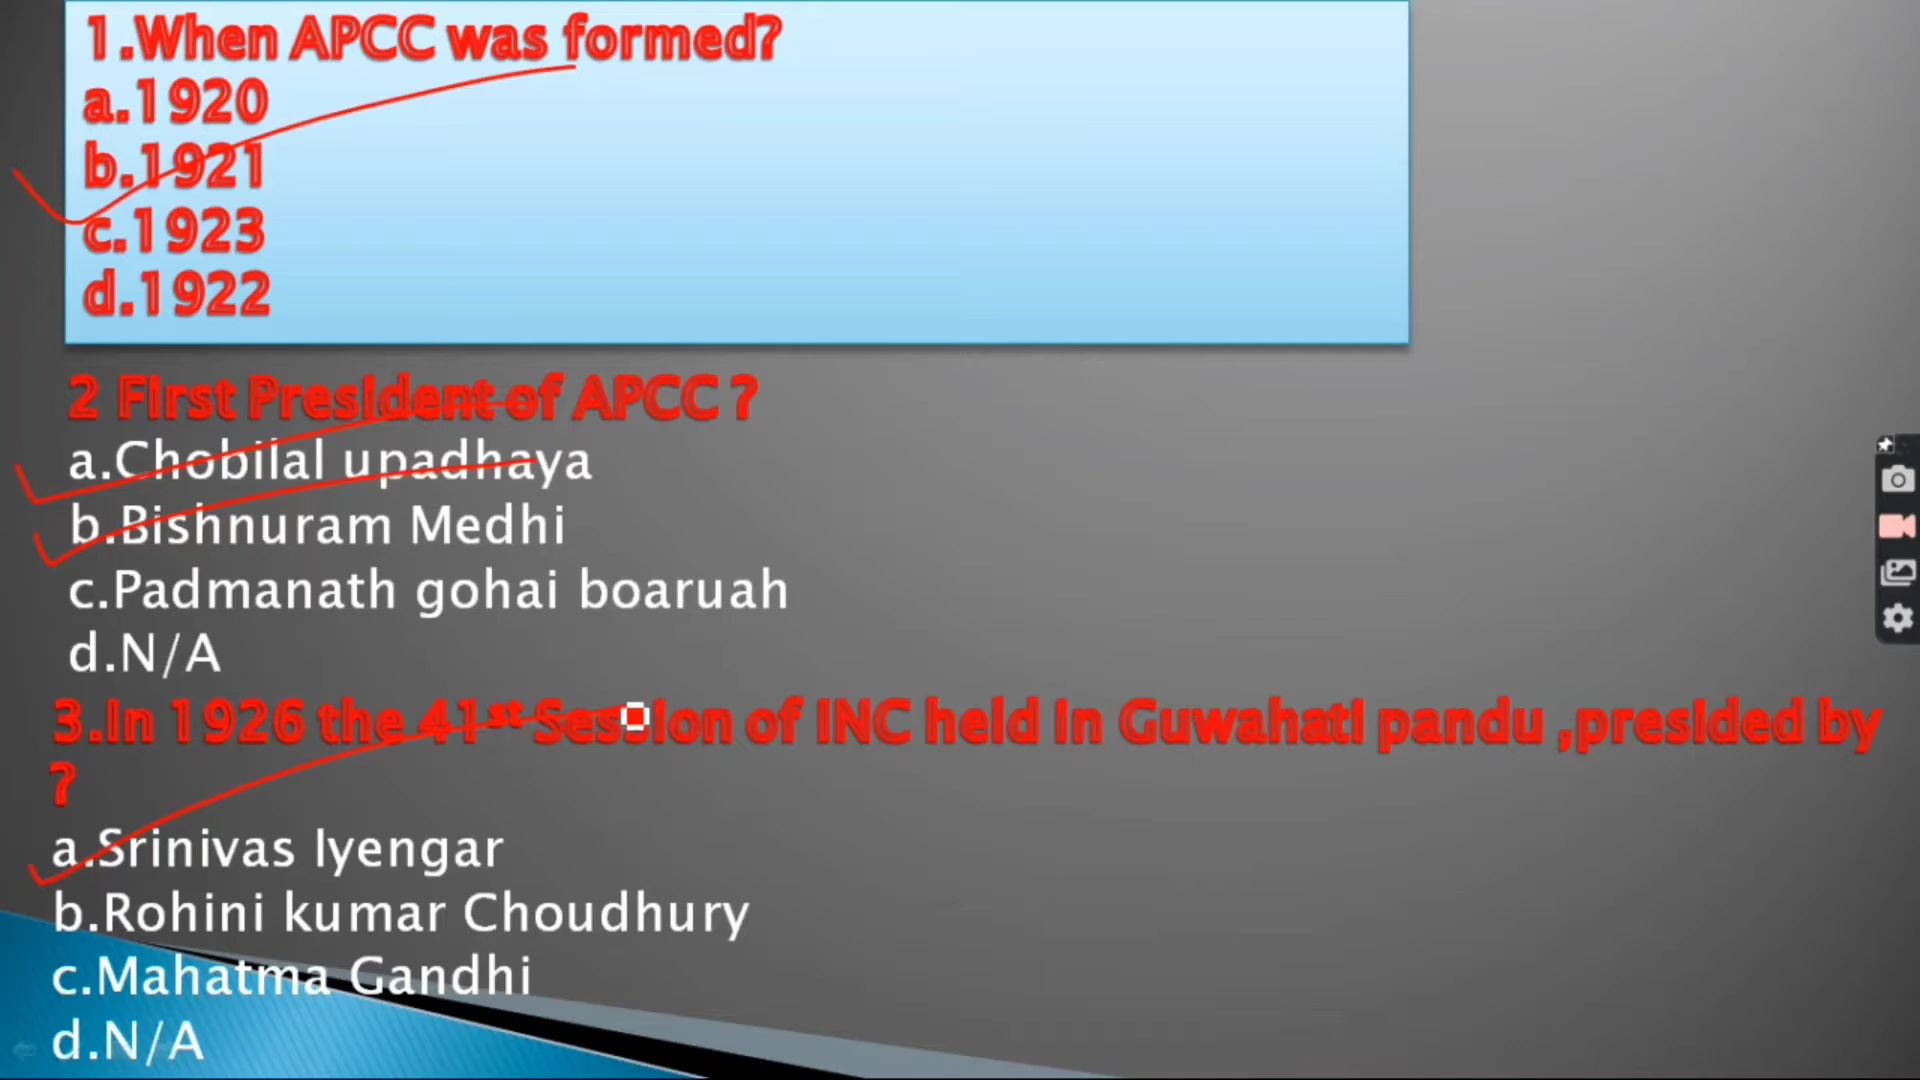 1.When APCC was formed?
a.1920
b.1921
c.1923
d.1922
2 First President of APCC ?
a.Chobilal upadhaya
b.Bishnuram Medhi
c.Padmanath gohai boaruah
d.N/A
3.In 1926 the 41st Session of INC held in Guwahati pandu ,presided by
?
a.Srinivas Iyengar
b.Rohini kumar Choudhury
c.Mahatma Gandhi
d.N/A